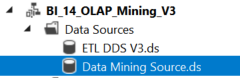 BI_14_OLAP_Mining_V3
Data Sources
ETL DDS V3.ds
Data Mining Source.ds